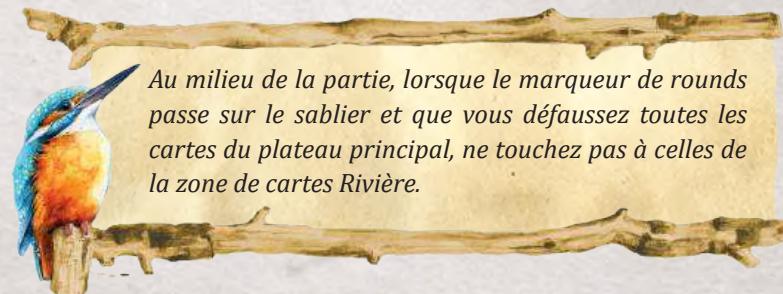 Au milieu de la partie, lorsque le marqueur de rounds
passe sur le sablier et que vous défaussez toutes les
cartes du plateau principal, ne touchez pas à celles de
la zone de cartes Rivière.